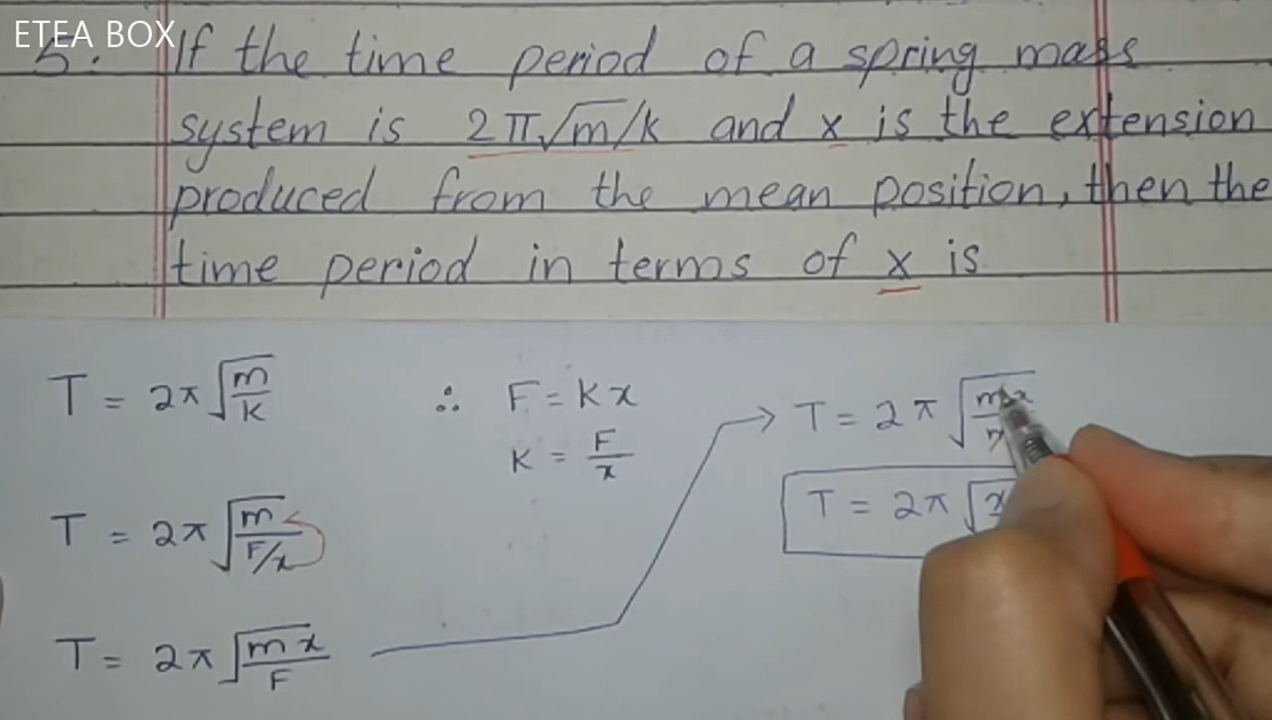 ETEA BOX
5. If the time period of a spring mass
system is 2π√m/k and x is the extension
produced from the mean position, then the
time period in terms of x is
T = 2π√(m/k)
∴ F = Kx
K = F/x
T = 2π√(m/(F/x))
T = 2π√(mx/F)
T = 2π√
T = 2π√